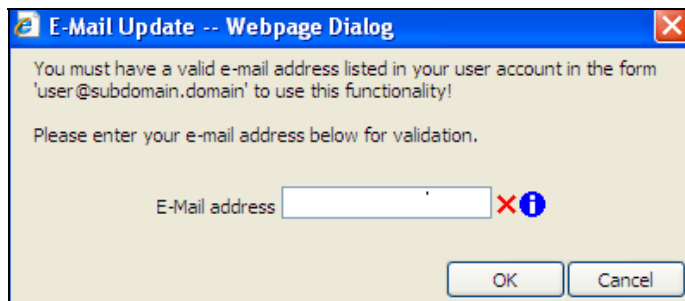 E-Mail Update -- Webpage Dialog
You must have a valid e-mail address listed in your user account in the form
'user@subdomain.domain' to use this functionality!
Please enter your e-mail address below for validation.
E-Mail address
OK Cancel